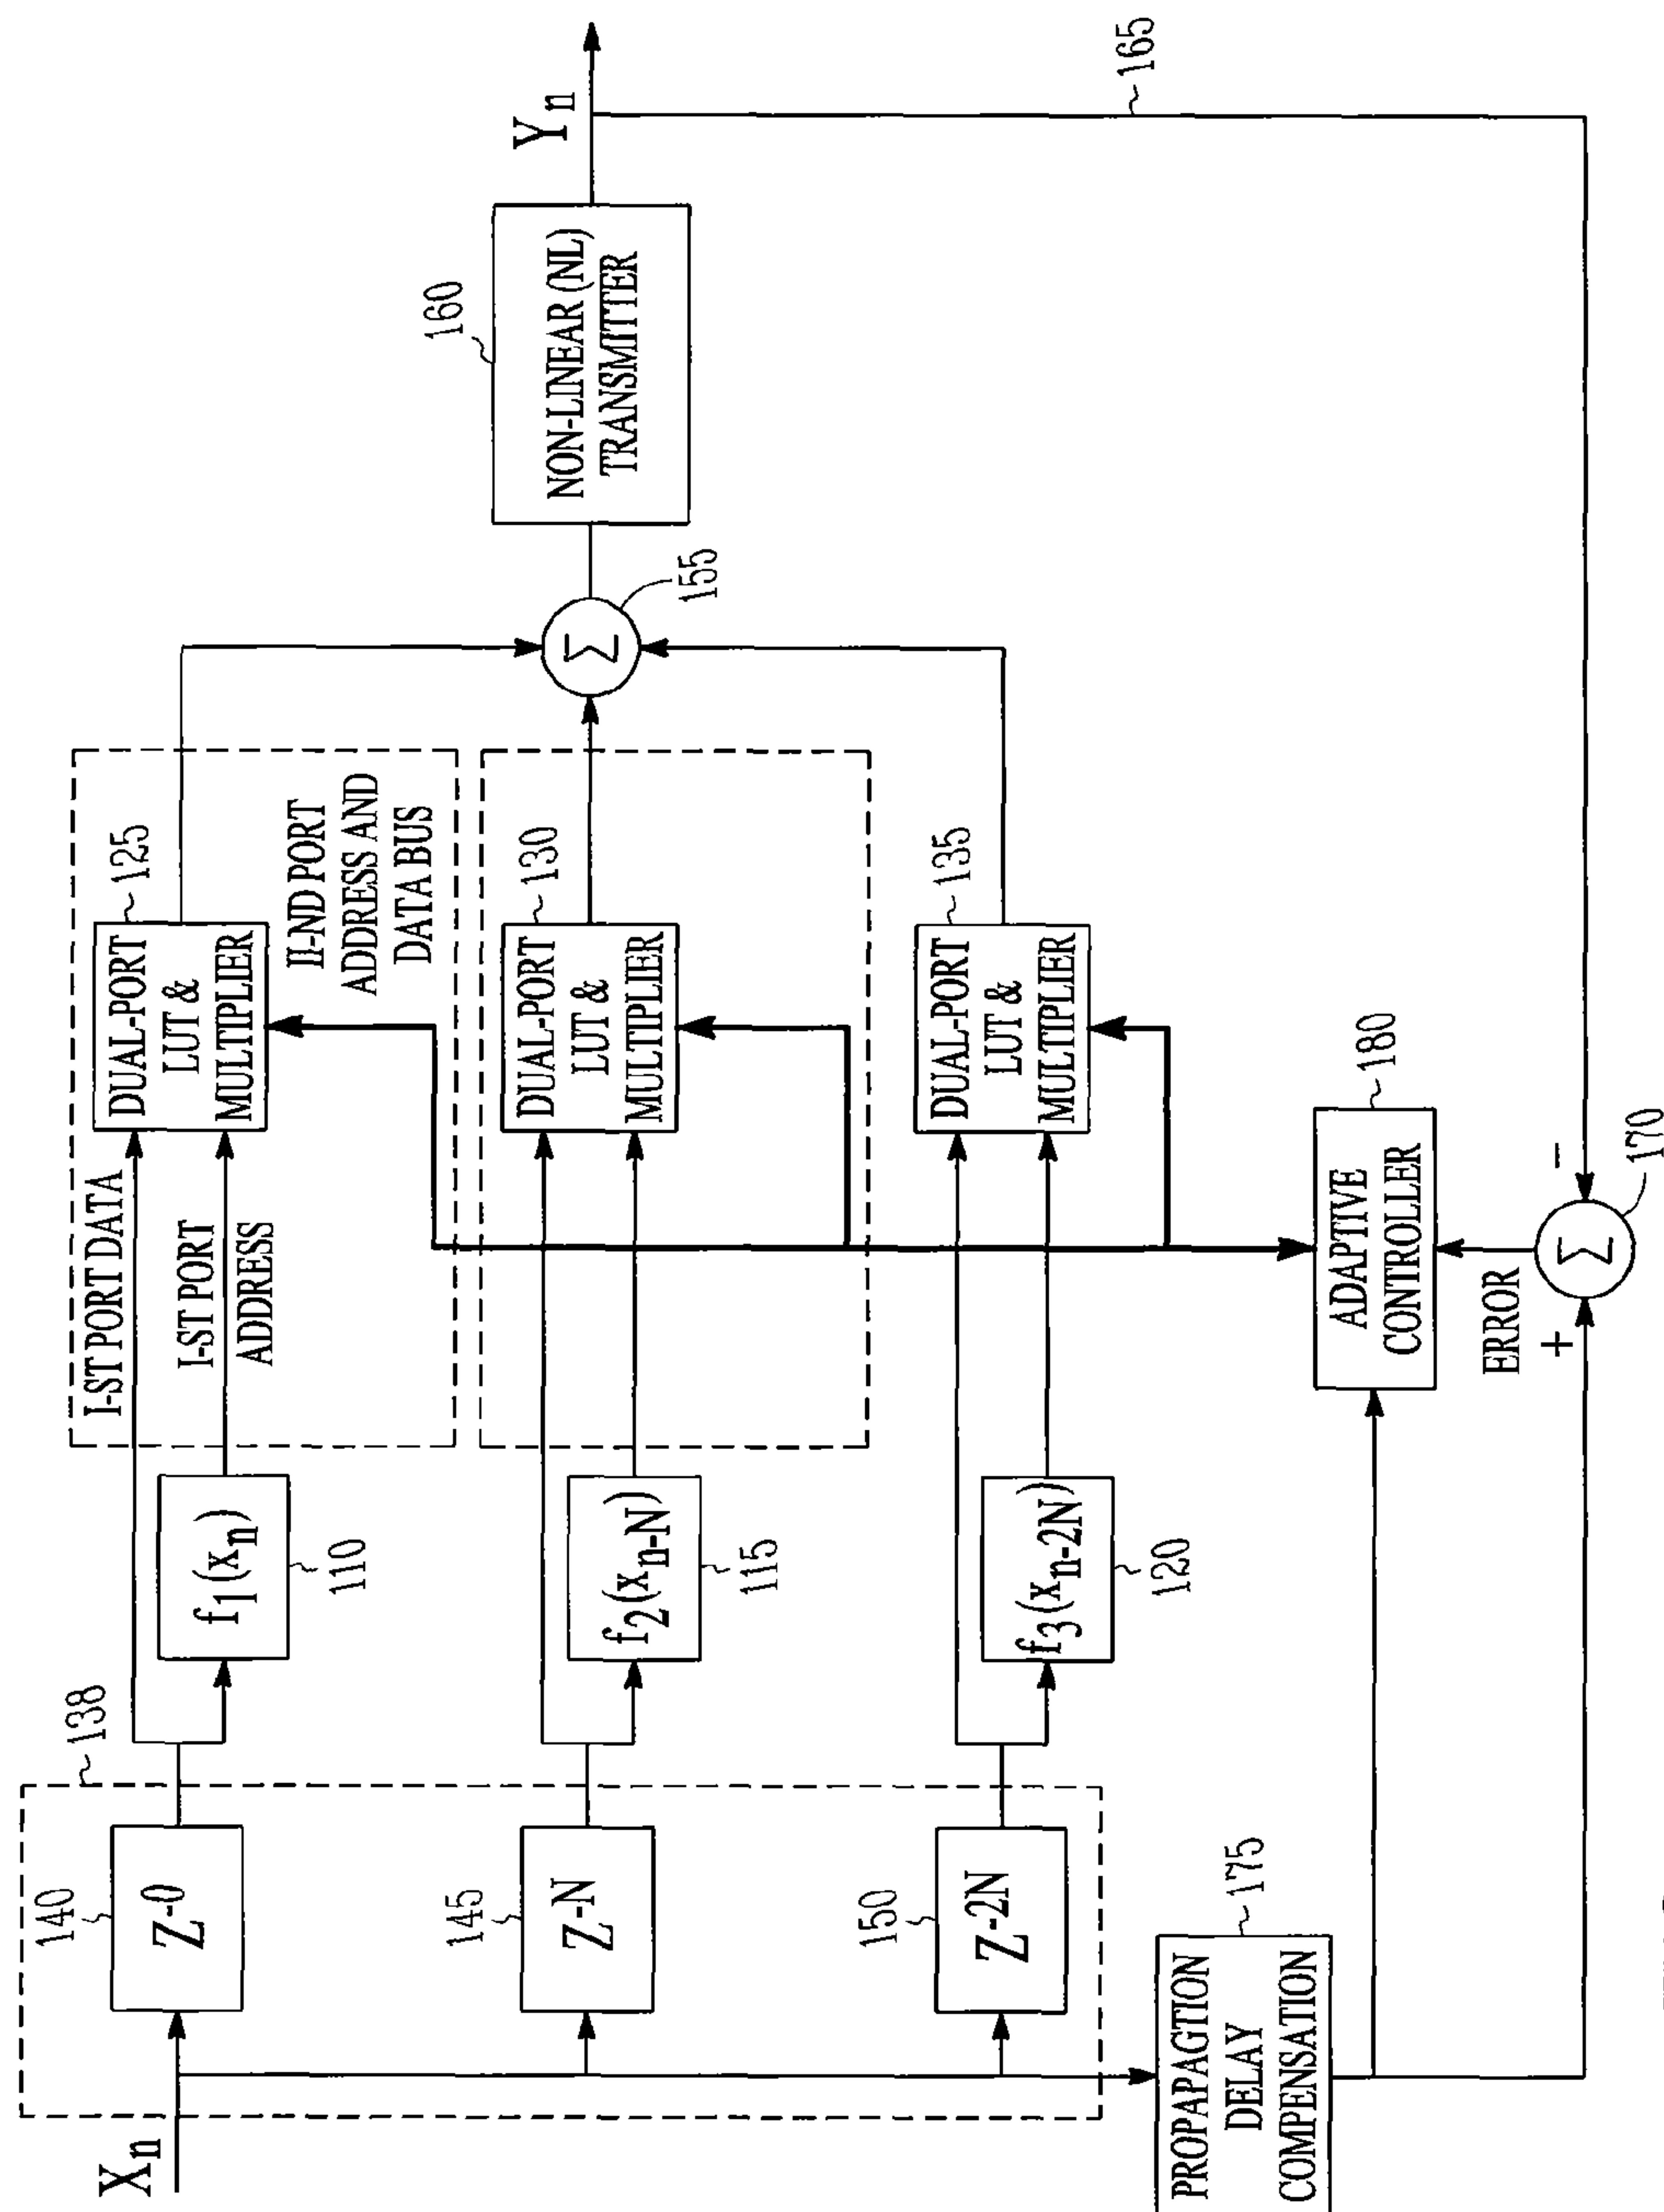 Xn
138
140
Z-0
145
Z-N
150
Z-2N
f1(xn)
110
f2(xn-N)
115
f3(xn-2N)
120
I-ST PORT DATA
I-ST PORT
ADDRESS
DUAL-PORT
LUT &
MULTIPLIER
125
II-ND PORT
ADDRESS AND
DATA BUS
DUAL-PORT
LUT &
MULTIPLIER
130
DUAL-PORT
LUT &
MULTIPLIER
135
Σ
155
NON-LINEAR (NL)
TRANSMITTER
160
Yn
165
PROPAGTION
DELAY
COMPENSATION
175
ADAPTIVE
CONTROLLER
180
ERROR
+
-
Σ
170